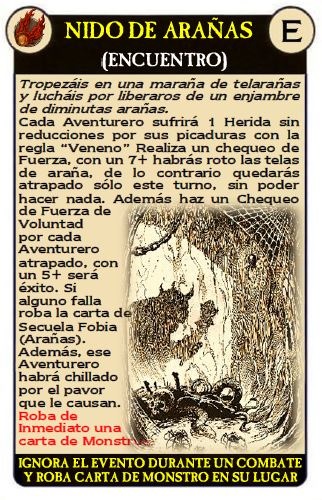 NIDO DE ARAÑAS
E
(ENCUENTRO)
Tropezáis en una maraña de telarañas
y lucháis por liberaros de un enjambre
de diminutas arañas.
Cada Aventurero sufrirá 1 Herida sin
reducciones por sus picaduras con la
regla “Veneno” Realiza un chequeo de
Fuerza, con un 7+ habrás roto las telas
de araña, de lo contrario quedarás
atrapado sólo este turno, sin poder
hacer nada. Además haz un Chequeo
de Fuerza de
Voluntad
por cada
Aventurero
atrapado, con
un 5+ será
éxito. Si
alguno falla
roba la carta de
Secuela Fobia
(Arañas).
Además, ese
Aventurero
habrá chillado
por el pavor
que le causan.
Roba de
Inmediato una
carta de Monstruo
IGNORA EL EVENTO DURANTE UN COMBATE
Y ROBA CARTA DE MONSTRO EN SU LUGAR